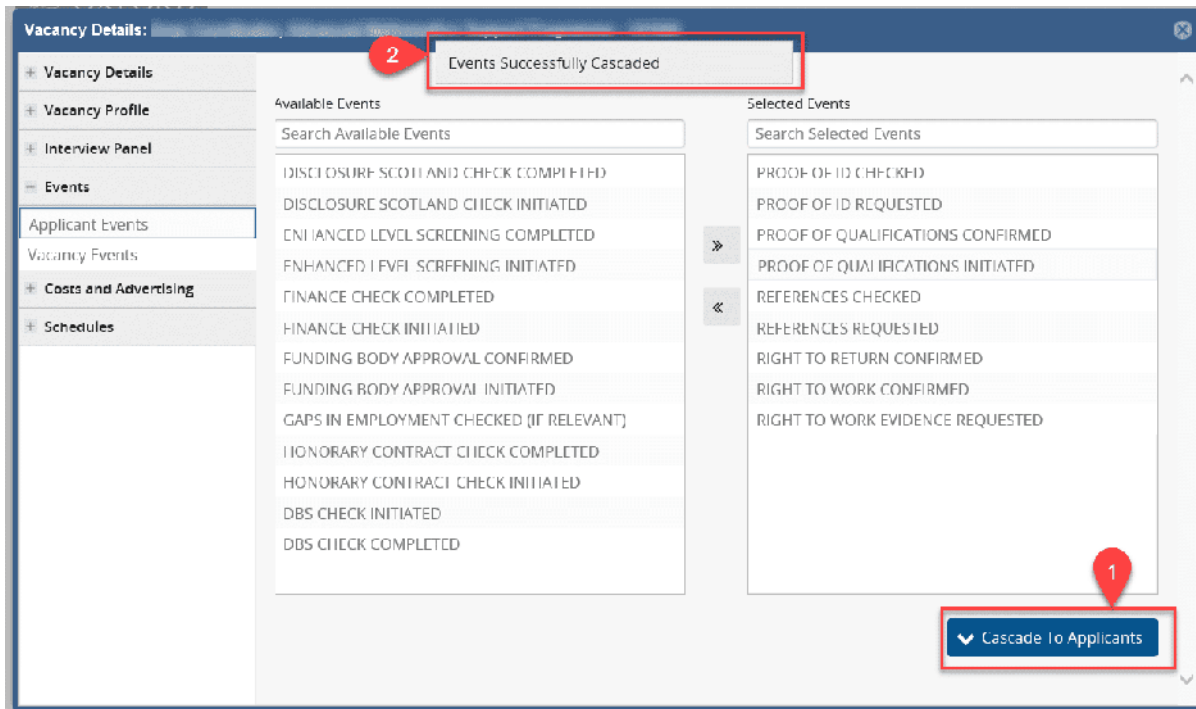 Vacancy Details:
2
Events Successfully Cascaded
Vacancy Details
Vacancy Profile
Interview Panel
Events
Applicant Events
Vacancy Events
Costs and Advertising
Schedules
Available Events
Search Available Events
DISCLOSURE SCOTLAND CHECK COMPLETED
DISCLOSURE SCOTLAND CHECK INITIATED
ENHANCED LEVEL SCREENING COMPLETED
ENHANCED LEVEL SCREENING INITIATED
FINANCE CHECK COMPLETED
FINANCE CHECK INITIATIED
FUNDING BODY APPROVAL CONFIRMED
FUNDING BODY APPROVAL INITIATED
GAPS IN EMPLOYMENT CHECKED (IF RELEVANT)
HONORARY CONTRACT CHECK COMPLETED
HONORARY CONTRACT CHECK INITIATED
DBS CHECK INITIATED
DBS CHECK COMPLETED
Selected Events
Search Selected Events
PROOF OF ID CHECKED
PROOF OF ID REQUESTED
PROOF OF QUALIFICATIONS CONFIRMED
PROOF OF QUALIFICATIONS INITIATED
REFERENCES CHECKED
REFERENCES REQUESTED
RIGHT TO RETURN CONFIRMED
RIGHT TO WORK CONFIRMED
RIGHT TO WORK EVIDENCE REQUESTED
1
Cascade To Applicants